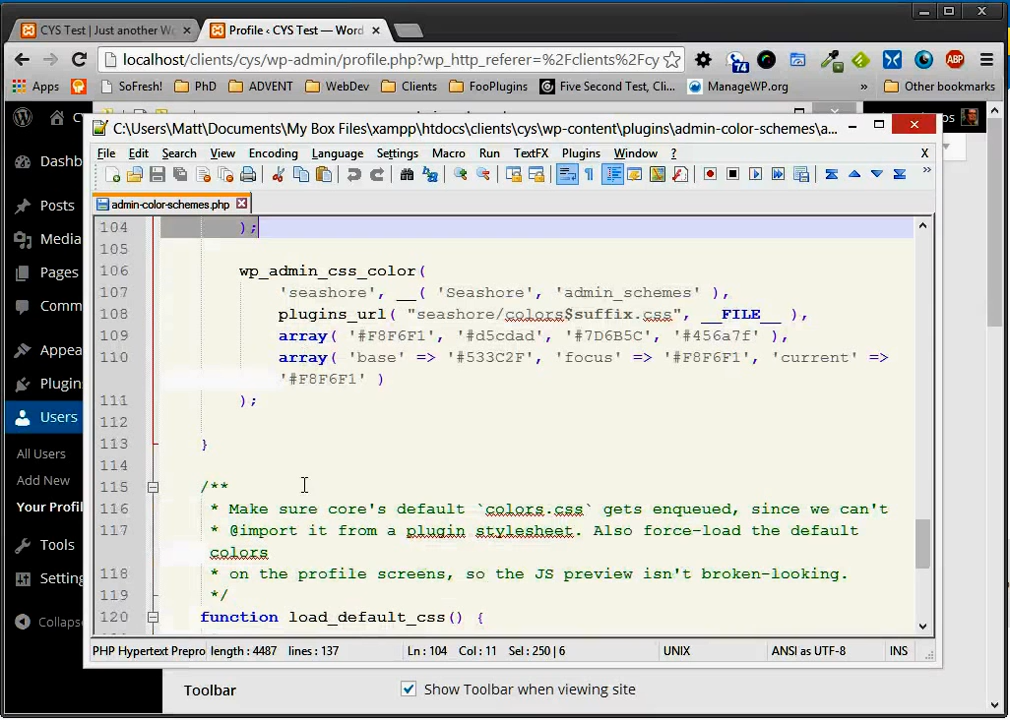 CYS Test | Just another W
Profile ‹ CYS Test — Word
localhost/clients/cys/wp-admin/profile.php?wp_http_referer=%2Fclients%2Fcy
74
ABP
Apps
SoFresh!
PhD
ADVENT
WebDev
Clients
FooPlugins
Five Second Test, Cli...
ManageWP.org
»
Other bookmarks
C:\Users\Matt\Documents\My Box Files\xampp\htdocs\clients\cys\wp-content\plugins\admin-color-schemes\a...
File Edit Search View Encoding Language Settings Macro Run TextFX Plugins Window ? X
admin-color-schemes.php
104 );
105
106 wp_admin_css_color(
107 'seashore', __( 'Seashore', 'admin_schemes' ),
108 plugins_url( "seashore/colors$suffix.css", __FILE__ ),
109 array( '#F8F6F1', '#d5cdad', '#7D6B5C', '#456a7f' ),
110 array( 'base' => '#533C2F', 'focus' => '#F8F6F1', 'current' =>
'#F8F6F1' )
111 );
112
113 }
114
115 /**
116 * Make sure core's default `colors.css` gets enqueued, since we can't
117 * @import it from a plugin stylesheet. Also force-load the default
colors
118 * on the profile screens, so the JS preview isn't broken-looking.
119 */
120 function load_default_css() {
PHP Hypertext Prepro length : 4487 lines : 137 Ln : 104 Col : 11 Sel : 250 | 6 UNIX ANSI as UTF-8 INS
Dashb
Posts
Media
Pages
Comm
Appea
Plugin
Users
All Users
Add New
Your Profil
Tools
Settin
Collaps
Toolbar
Show Toolbar when viewing site